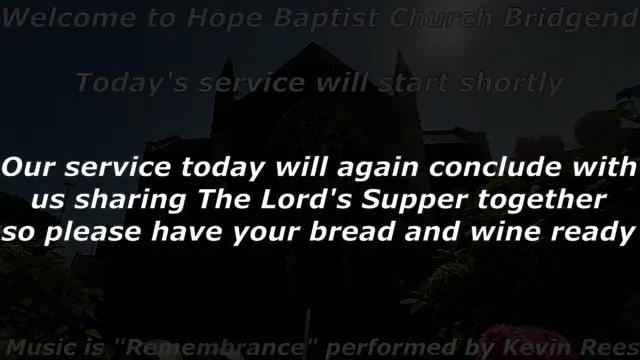 Welcome to Hope Baptist Church Bridgend
Today's service will start shortly
Our service today will again conclude with
us sharing The Lord's Supper together
so please have your bread and wine ready
Music is "Remembrance" performed by Kevin Rees